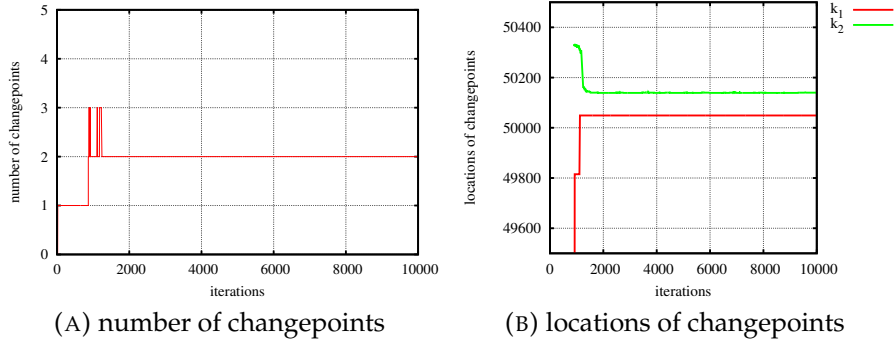 number of changepoints
5
4
3
2
1
0
0 2000 4000 6000 8000 10000
iterations
(A) number of changepoints
locations of changepoints
50400
50200
50000
49800
49600
0 2000 4000 6000 8000 10000
iterations
k1
k2
(B) locations of changepoints